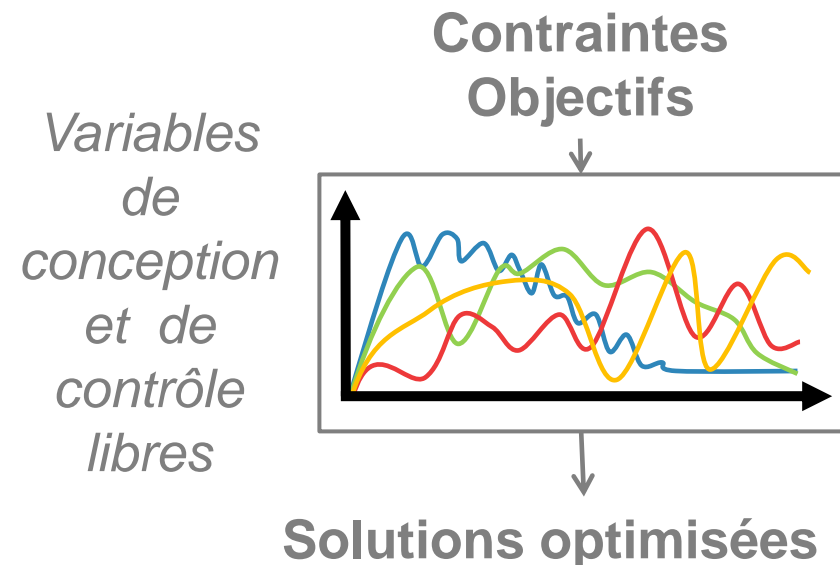 Contraintes
Objectifs
Variables
de
conception
et de
contrôle
libres
Solutions optimisées